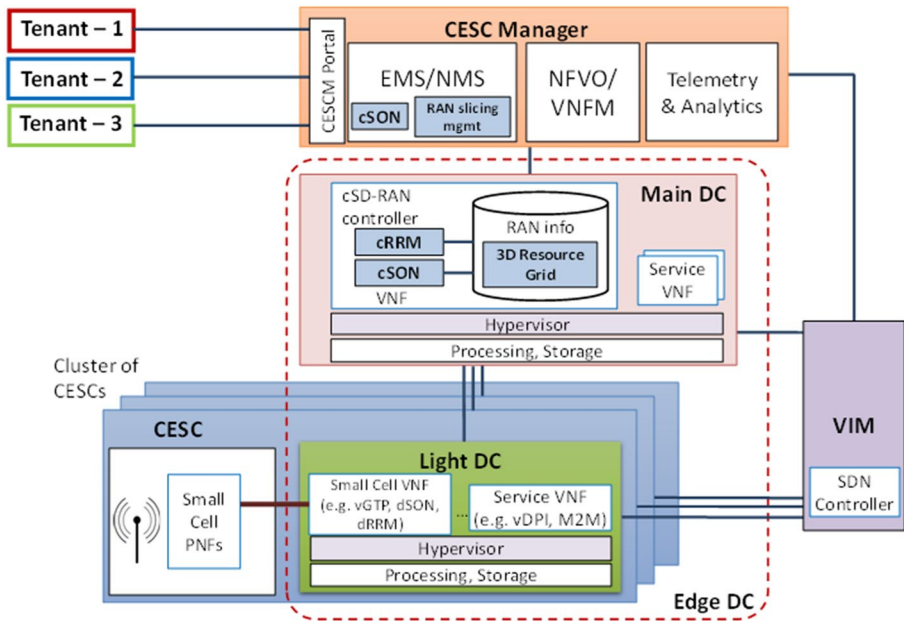 Tenant – 1
Tenant – 2
Tenant – 3
CESC Manager
CESCM Portal
EMS/NMS
cSON
RAN slicing
mgmt
NFVO/
VNFM
Telemetry
& Analytics
Main DC
cSD-RAN
controller
cRRM
cSON
VNF
RAN info
3D Resource
Grid
Service
VNF
Hypervisor
Processing, Storage
Cluster of
CESCs
CESC
Small
Cell
PNFs
Light DC
Small Cell VNF
(e.g. vGTP, dSON,
dRRM)
...
Service VNF
(e.g. vDPI, M2M)
Hypervisor
Processing, Storage
Edge DC
VIM
SDN
Controller